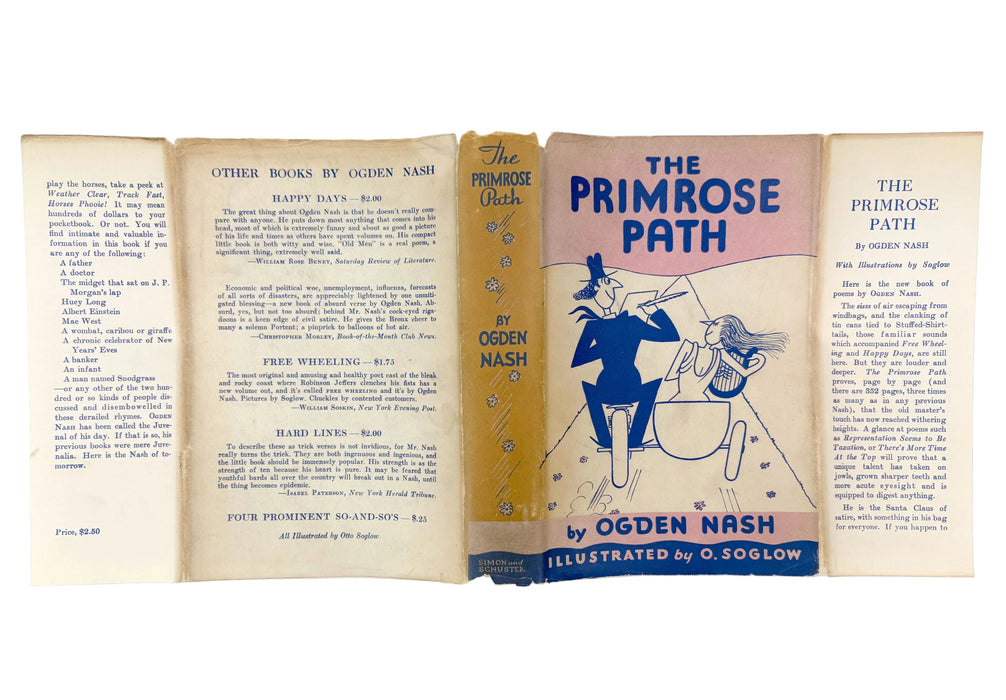 play the horses, take a peek at
Weather Clear, Track Fast,
Horses Phooie! It may mean
hundreds of dollars to your
pocketbook. Or not. You will
find intimate and valuable in-
formation in this book if you
are any of the following:
A father
A doctor
The midget that sat on J. P.
Morgan's lap
Huey Long
Albert Einstein
Mae West
A wombat, caribou or giraffe
A chronic celebrator of New
Years' Eves
A banker
An infant
A man named Snodgrass
—or any other of the two hun-
dred or so kinds of people dis-
cussed and disembowelled in
these derailed rhymes. OGDEN
NASH has been called the Juve-
nal of his day. If that is so, his
previous books were mere Juve-
nalia. Here is the Nash of to-
morrow.
Price, $2.50
OTHER BOOKS BY OGDEN NASH
HAPPY DAYS — $2.00
The great thing about Ogden Nash is that he doesn't really com-
pare with anyone. He puts down most anything that comes into his
head, most of which is extremely funny and about as good a picture
of his life and times as others have spent volumes on. His compact
little book is both witty and wise. "Old Men" is a real poem, a
significant thing, extremely well said.
—WILLIAM ROSE BENET, Saturday Review of Literature.
Economic and political woe, unemployment, influenza, forecasts
of all sorts of disasters, are appreciably lightened by one unmiti-
gated blessing—a new book of absurd verse by Ogden Nash. Ab-
surd, yes, but not too absurd; behind Mr. Nash's cock-eyed riga-
doons is a keen edge of civil satire. He gives the Bronx cheer to
many a solemn Portent; a pinprick to balloons of hot air.
—CHRISTOPHER MORLEY, Book-of-the-Month Club News.
FREE WHEELING — $1.75
The most original and amusing and healthy poet east of the bleak
and rocky coast where Robinson Jeffers clenches his fists has a
new volume out, and it's called FREE WHEELING and it's by Ogden
Nash. Pictures by Soglow. Chuckles by contented customers.
—WILLIAM SOSKIN, New York Evening Post.
HARD LINES — $2.00
To describe these as trick verses is not invidious, for Mr. Nash
really turns the trick. They are both ingenuous and ingenious, and
the little book should be immensely popular. His strength is as the
strength of ten because his heart is pure. It may be feared that
youthful bards all over the country will break out in a Nash, until
the thing becomes epidemic.
—ISABEL PATERSON, New York Herald Tribune.
FOUR PROMINENT SO-AND-SO'S — $.25
All Illustrated by Otto Soglow
The
PRIMROSE
Path
BY
OGDEN
NASH
SIMON and
SCHUSTER
THE
PRIMROSE
PATH
by OGDEN NASH
ILLUSTRATED by O. SOGLOW
THE
PRIMROSE
PATH
By OGDEN NASH
With Illustrations by Soglow
Here is the new book of
poems by OGDEN NASH.
The siss of air escaping from
windbags, and the clanking of
tin cans tied to Stuffed-Shirt-
tails, those familiar sounds
which accompanied Free Wheel-
ing and Happy Days, are still
here. But they are louder and
deeper. The Primrose Path
proves, page by page (and
there are 352 pages, three times
as many as in any previous
Nash), that the old master's
touch has now reached withering
heights. A glance at poems such
as Representation Seems to Be
Taxation, or There's More Time
At the Top will prove that a
unique talent has taken on
jowls, grown sharper teeth and
more acute eyesight and is
equipped to digest anything.
He is the Santa Claus of
satire, with something in his bag
for everyone. If you happen to